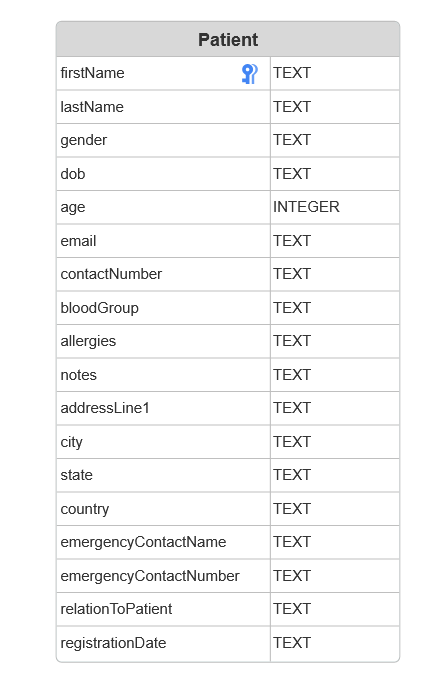 Patient
firstName TEXT
lastName TEXT
gender TEXT
dob TEXT
age INTEGER
email TEXT
contactNumber TEXT
bloodGroup TEXT
allergies TEXT
notes TEXT
addressLine1 TEXT
city TEXT
state TEXT
country TEXT
emergencyContactName TEXT
emergencyContactNumber TEXT
relationToPatient TEXT
registrationDate TEXT